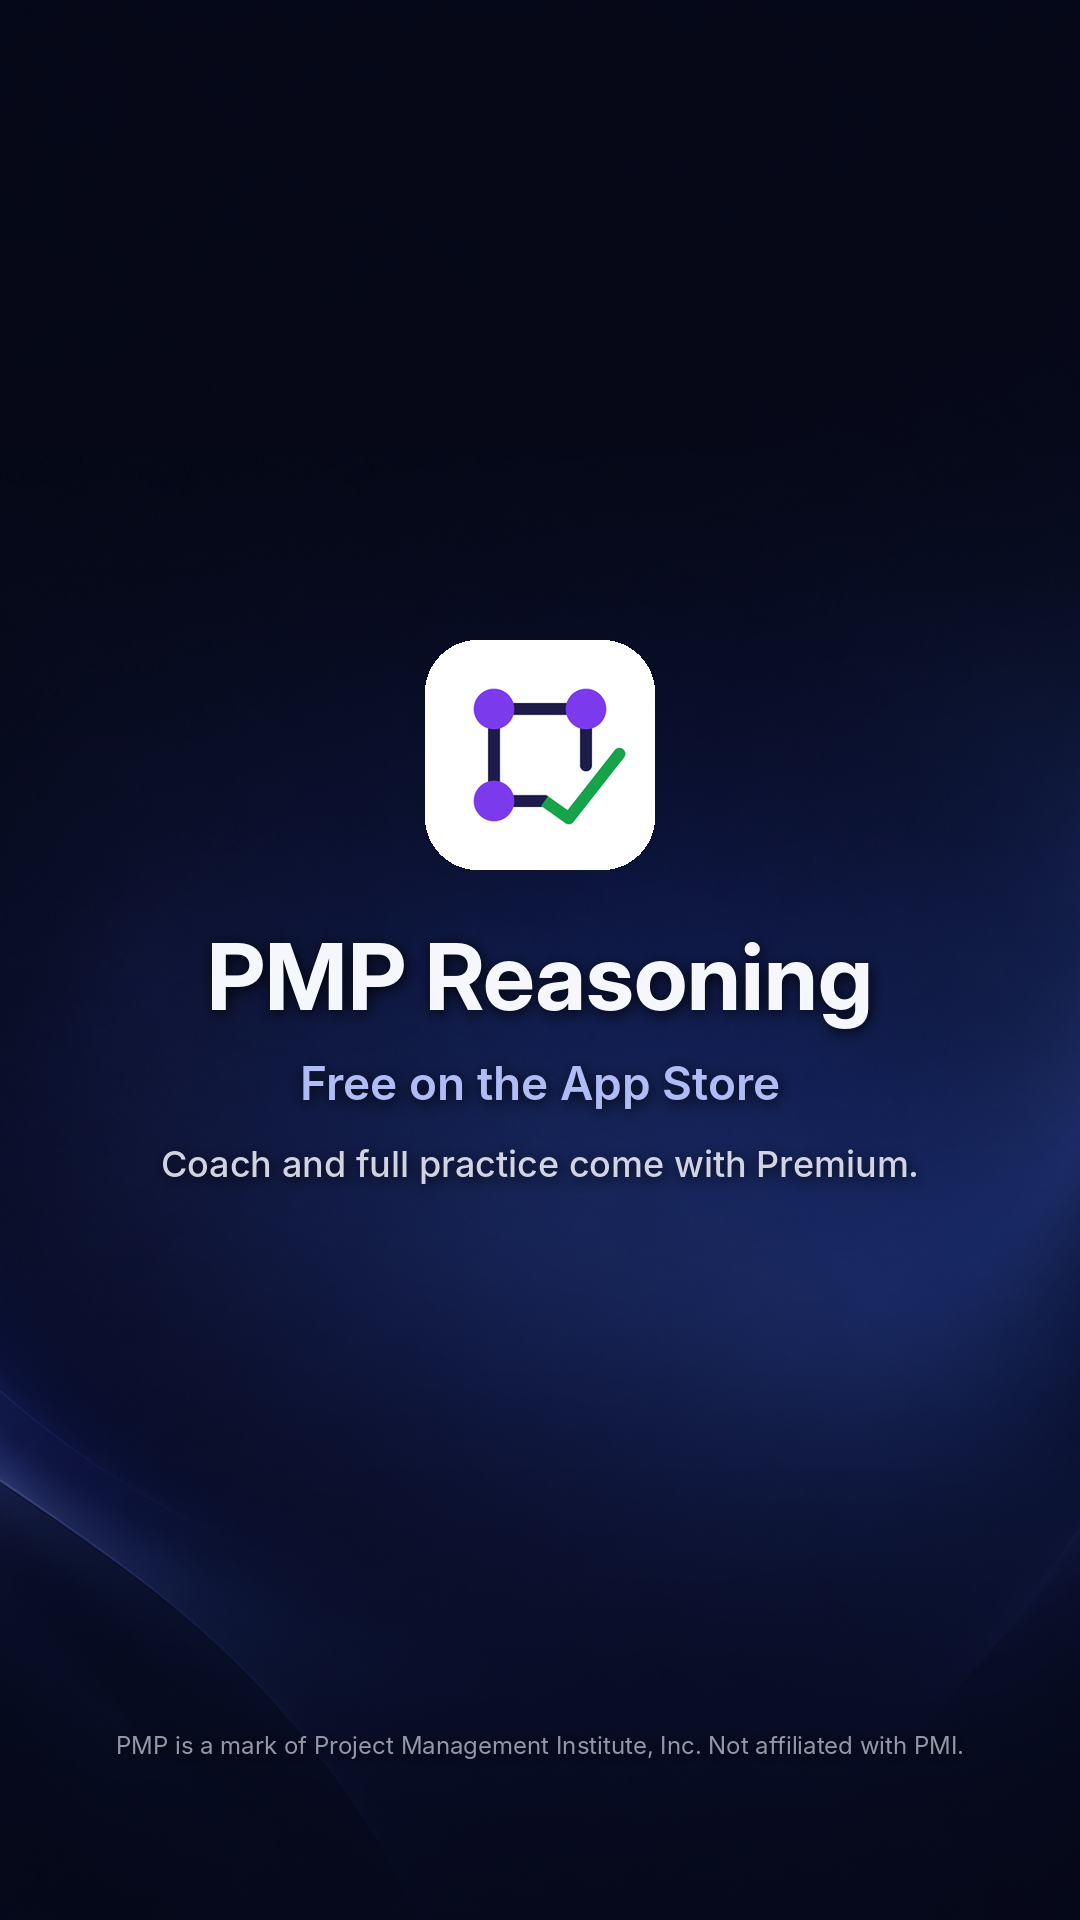 PMP Reasoning
Free on the App Store
Coach and full practice come with Premium.
PMP is a mark of Project Management Institute, Inc. Not affiliated with PMI.